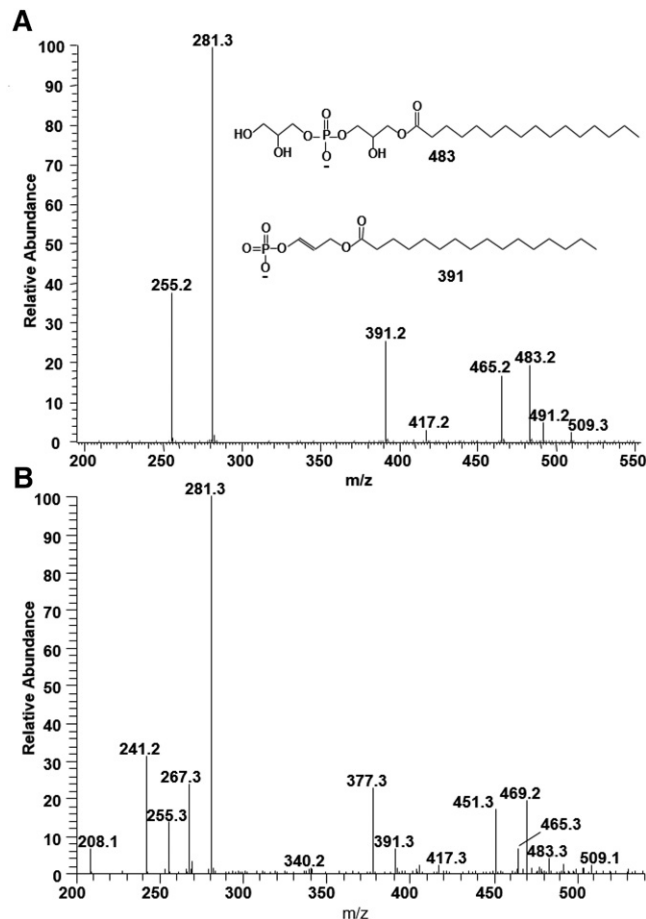 A
Relative Abundance
100
90
80
70
60
50
40
30
20
10
0
281.3
255.2
391.2
417.2
465.2
483.2
491.2
509.3
HO
OH
O
O
P
O
O
-
O
OH
O
O
483
O
O
P
O
O
-
O
O
391
200
250
300
350
400
450
500
550
m/z
B
Relative Abundance
100
90
80
70
60
50
40
30
20
10
0
281.3
241.2
267.3
255.3
208.1
340.2
377.3
391.3
417.3
451.3
469.2
465.3
483.3
509.1
200
250
300
350
400
450
500
m/z